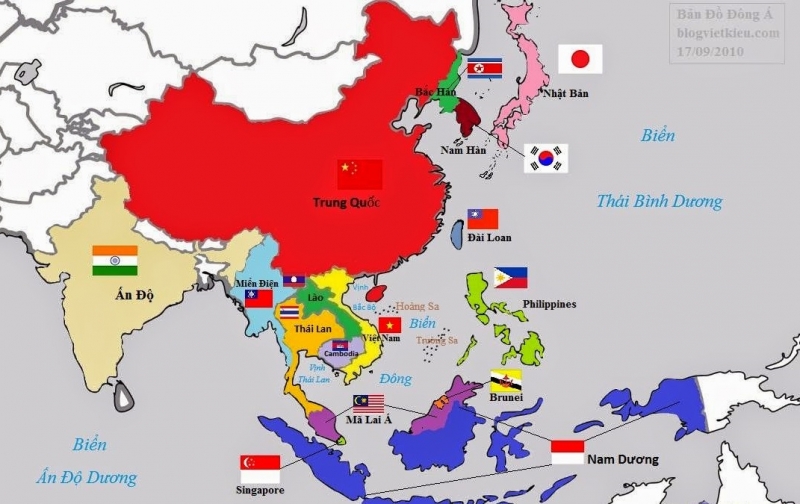 Bản Đồ Đông Á
blogvietkieu.com
17/09/2010
Bắc Hàn
Nhật Bản
Nam Hàn
Biển
Thái Bình Dương
Trung Quốc
Đài Loan
Ấn Độ
Miến Điện
Lào
Vịnh
Bắc Bộ
Hoàng Sa
Philippines
Thái Lan
Việt Nam
Biển
Trường Sa
Cambodia
Vịnh
Thái Lan
Đông
Brunei
Mã Lai Á
Biển
Ấn Độ Dương
Singapore
Nam Dương